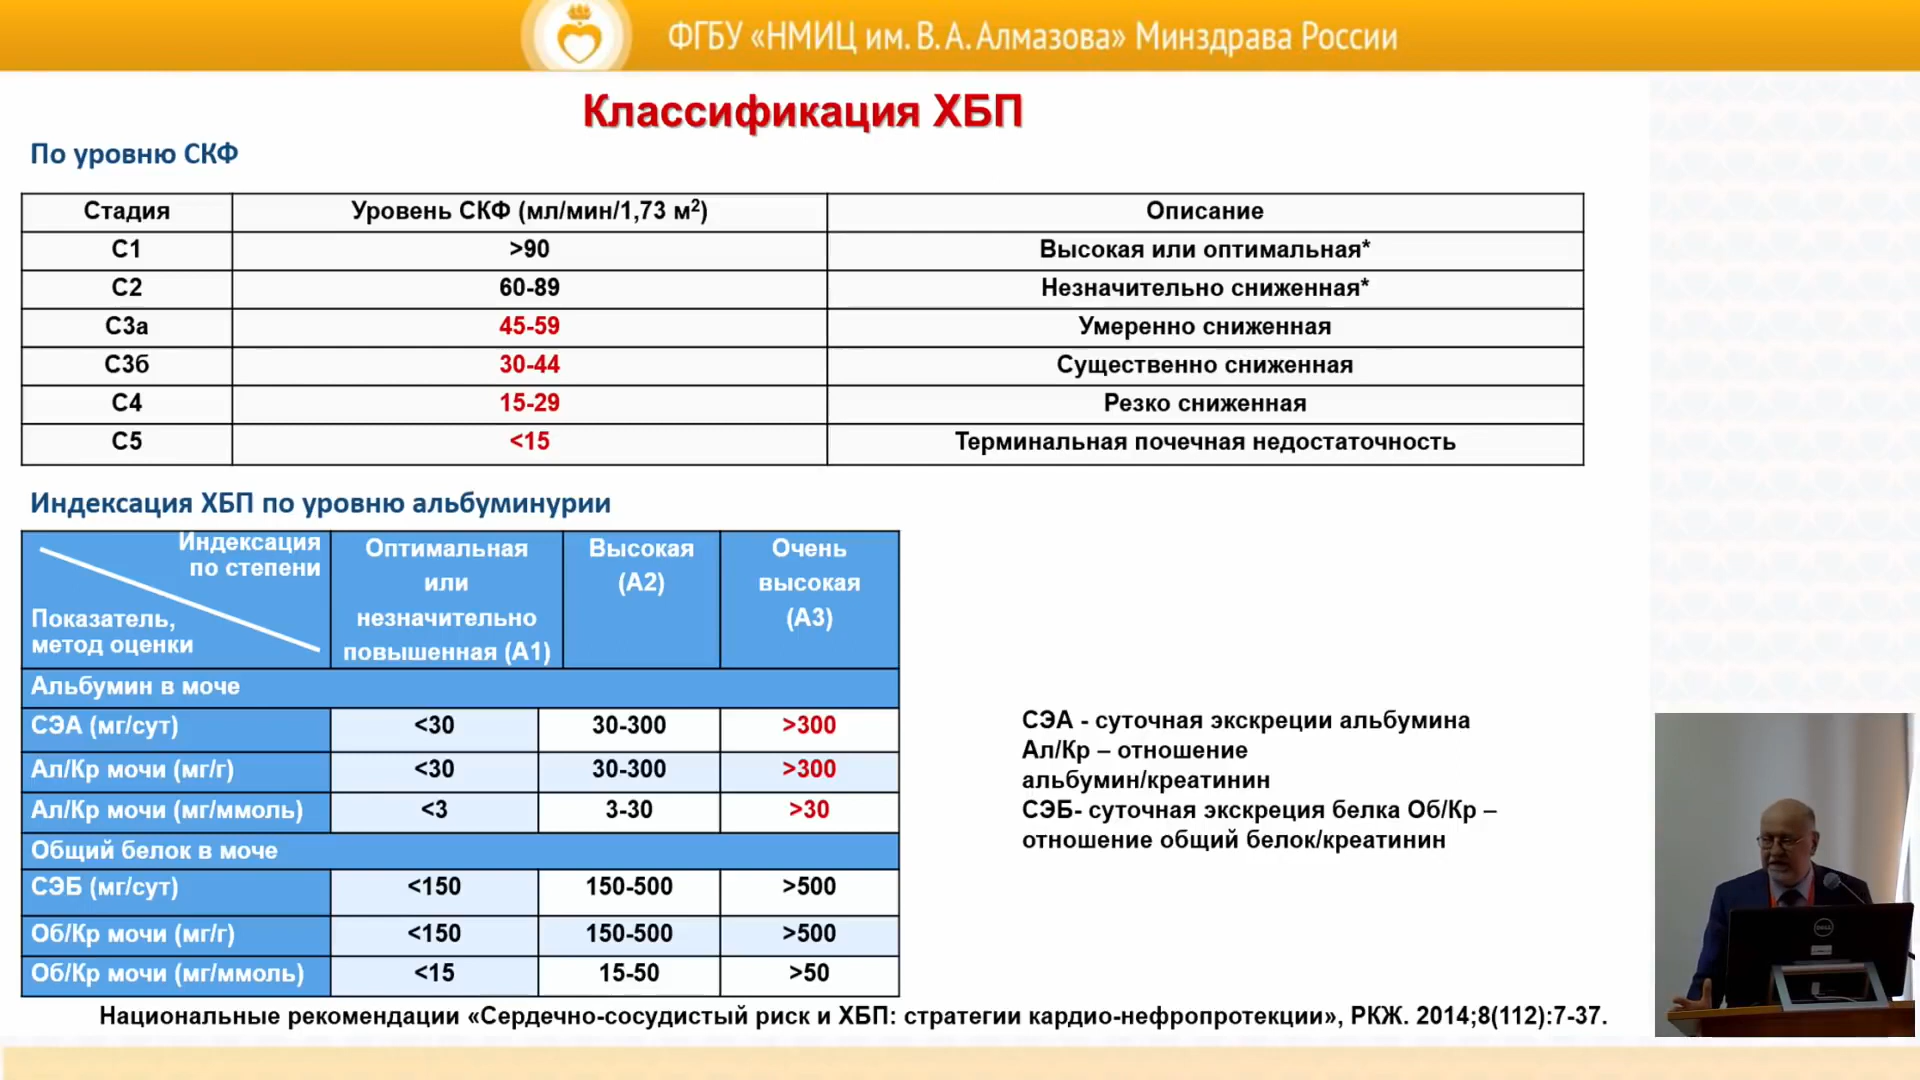 ФГБУ «НМИЦ им. В. А. Алмазова» Минздрава России
Классификация ХБП
По уровню СКФ
Стадия Уровень СКФ (мл/мин/1,73 м²) Описание
С1 >90 Высокая или оптимальная*
С2 60-89 Незначительно сниженная*
С3а 45-59 Умеренно сниженная
С3б 30-44 Существенно сниженная
С4 15-29 Резко сниженная
С5 <15 Терминальная почечная недостаточность
Индексация ХБП по уровню альбуминурии
Индексация
по степени
Показатель,
метод оценки
Оптимальная
или
незначительно
повышенная (А1)
Высокая
(А2)
Очень
высокая
(А3)
Альбумин в моче
СЭА (мг/сут) <30 30-300 >300
Ал/Кр мочи (мг/г) <30 30-300 >300
Ал/Кр мочи (мг/ммоль) <3 3-30 >30
Общий белок в моче
СЭБ (мг/сут) <150 150-500 >500
Об/Кр мочи (мг/г) <150 150-500 >500
Об/Кр мочи (мг/ммоль) <15 15-50 >50
СЭА - суточная экскреции альбумина
Ал/Кр – отношение
альбумин/креатинин
СЭБ- суточная экскреция белка Об/Кр –
отношение общий белок/креатинин
Национальные рекомендации «Сердечно-сосудистый риск и ХБП: стратегии кардио-нефропротекции», РКЖ. 2014;8(112):7-37.
DELL